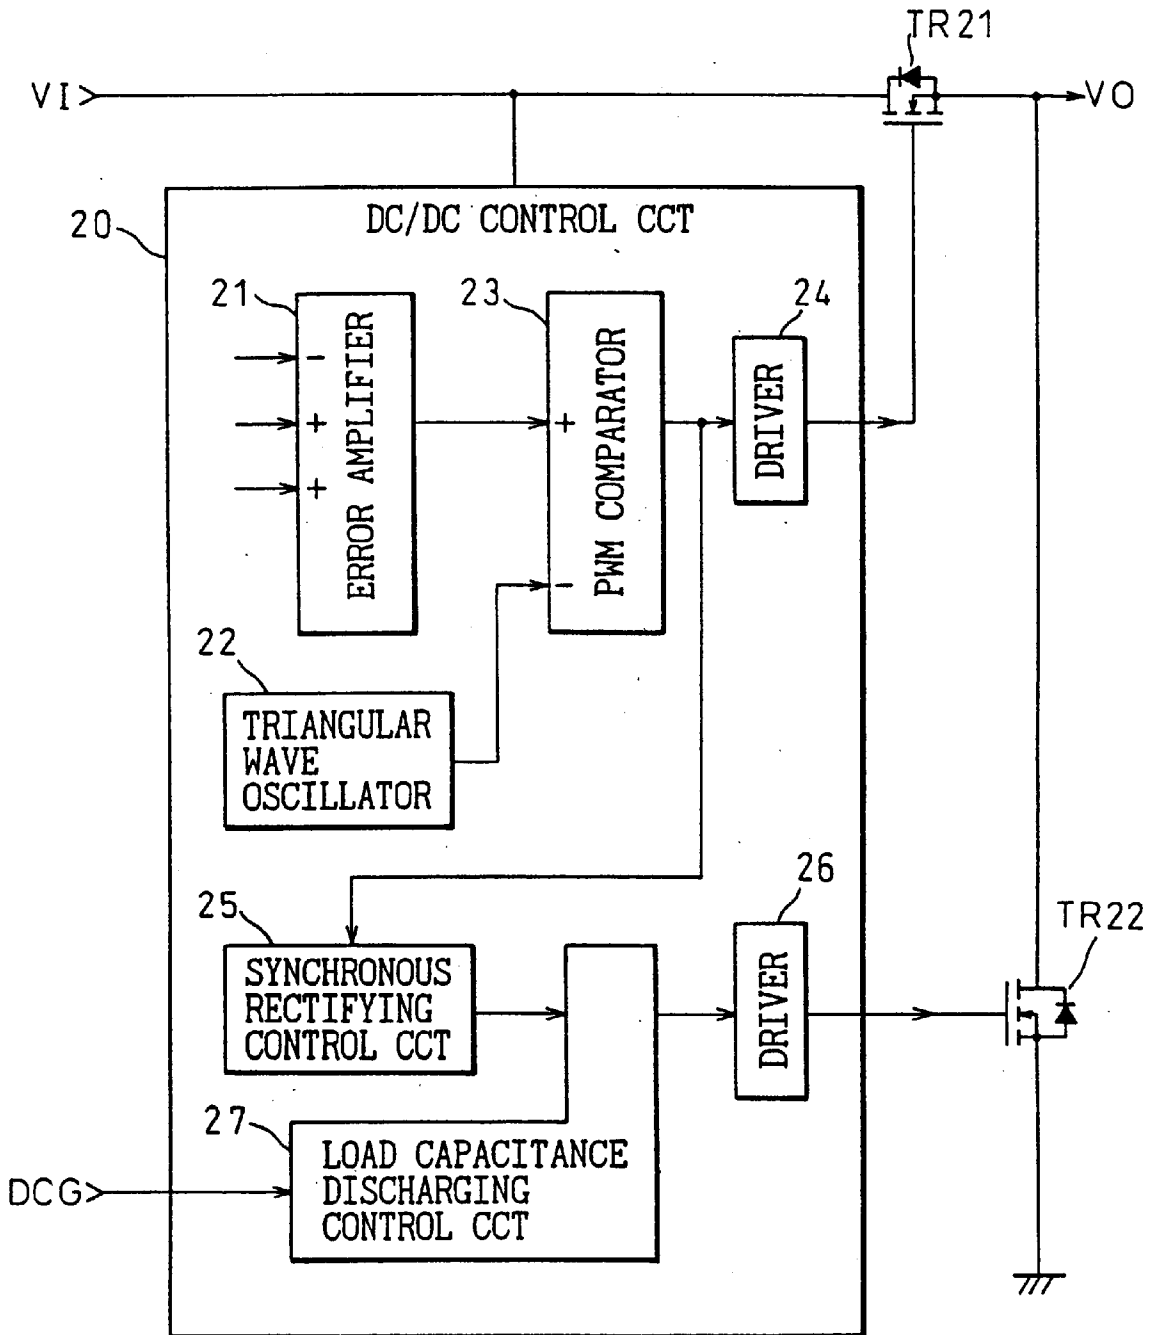 TR21
VI
VO
20
DC/DC CONTROL CCT
21
23
24
-
+
+
ERROR AMPLIFIER
+
-
PWM COMPARATOR
DRIVER
22
TRIANGULAR
WAVE
OSCILLATOR
25
26
TR22
SYNCHRONOUS
RECTIFYING
CONTROL CCT
DRIVER
27
LOAD CAPACITANCE
DISCHARGING
CONTROL CCT
DCG